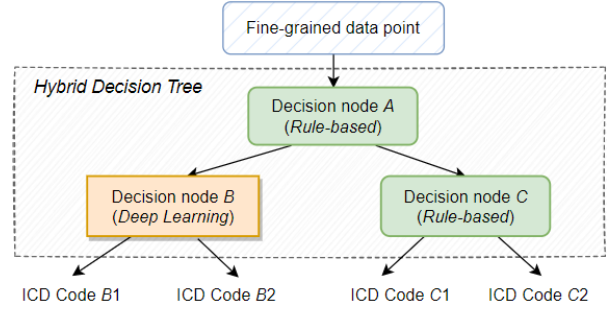 Fine-grained data point
Hybrid Decision Tree
Decision node A
(Rule-based)
Decision node B
(Deep Learning)
Decision node C
(Rule-based)
ICD Code B1
ICD Code B2
ICD Code C1
ICD Code C2